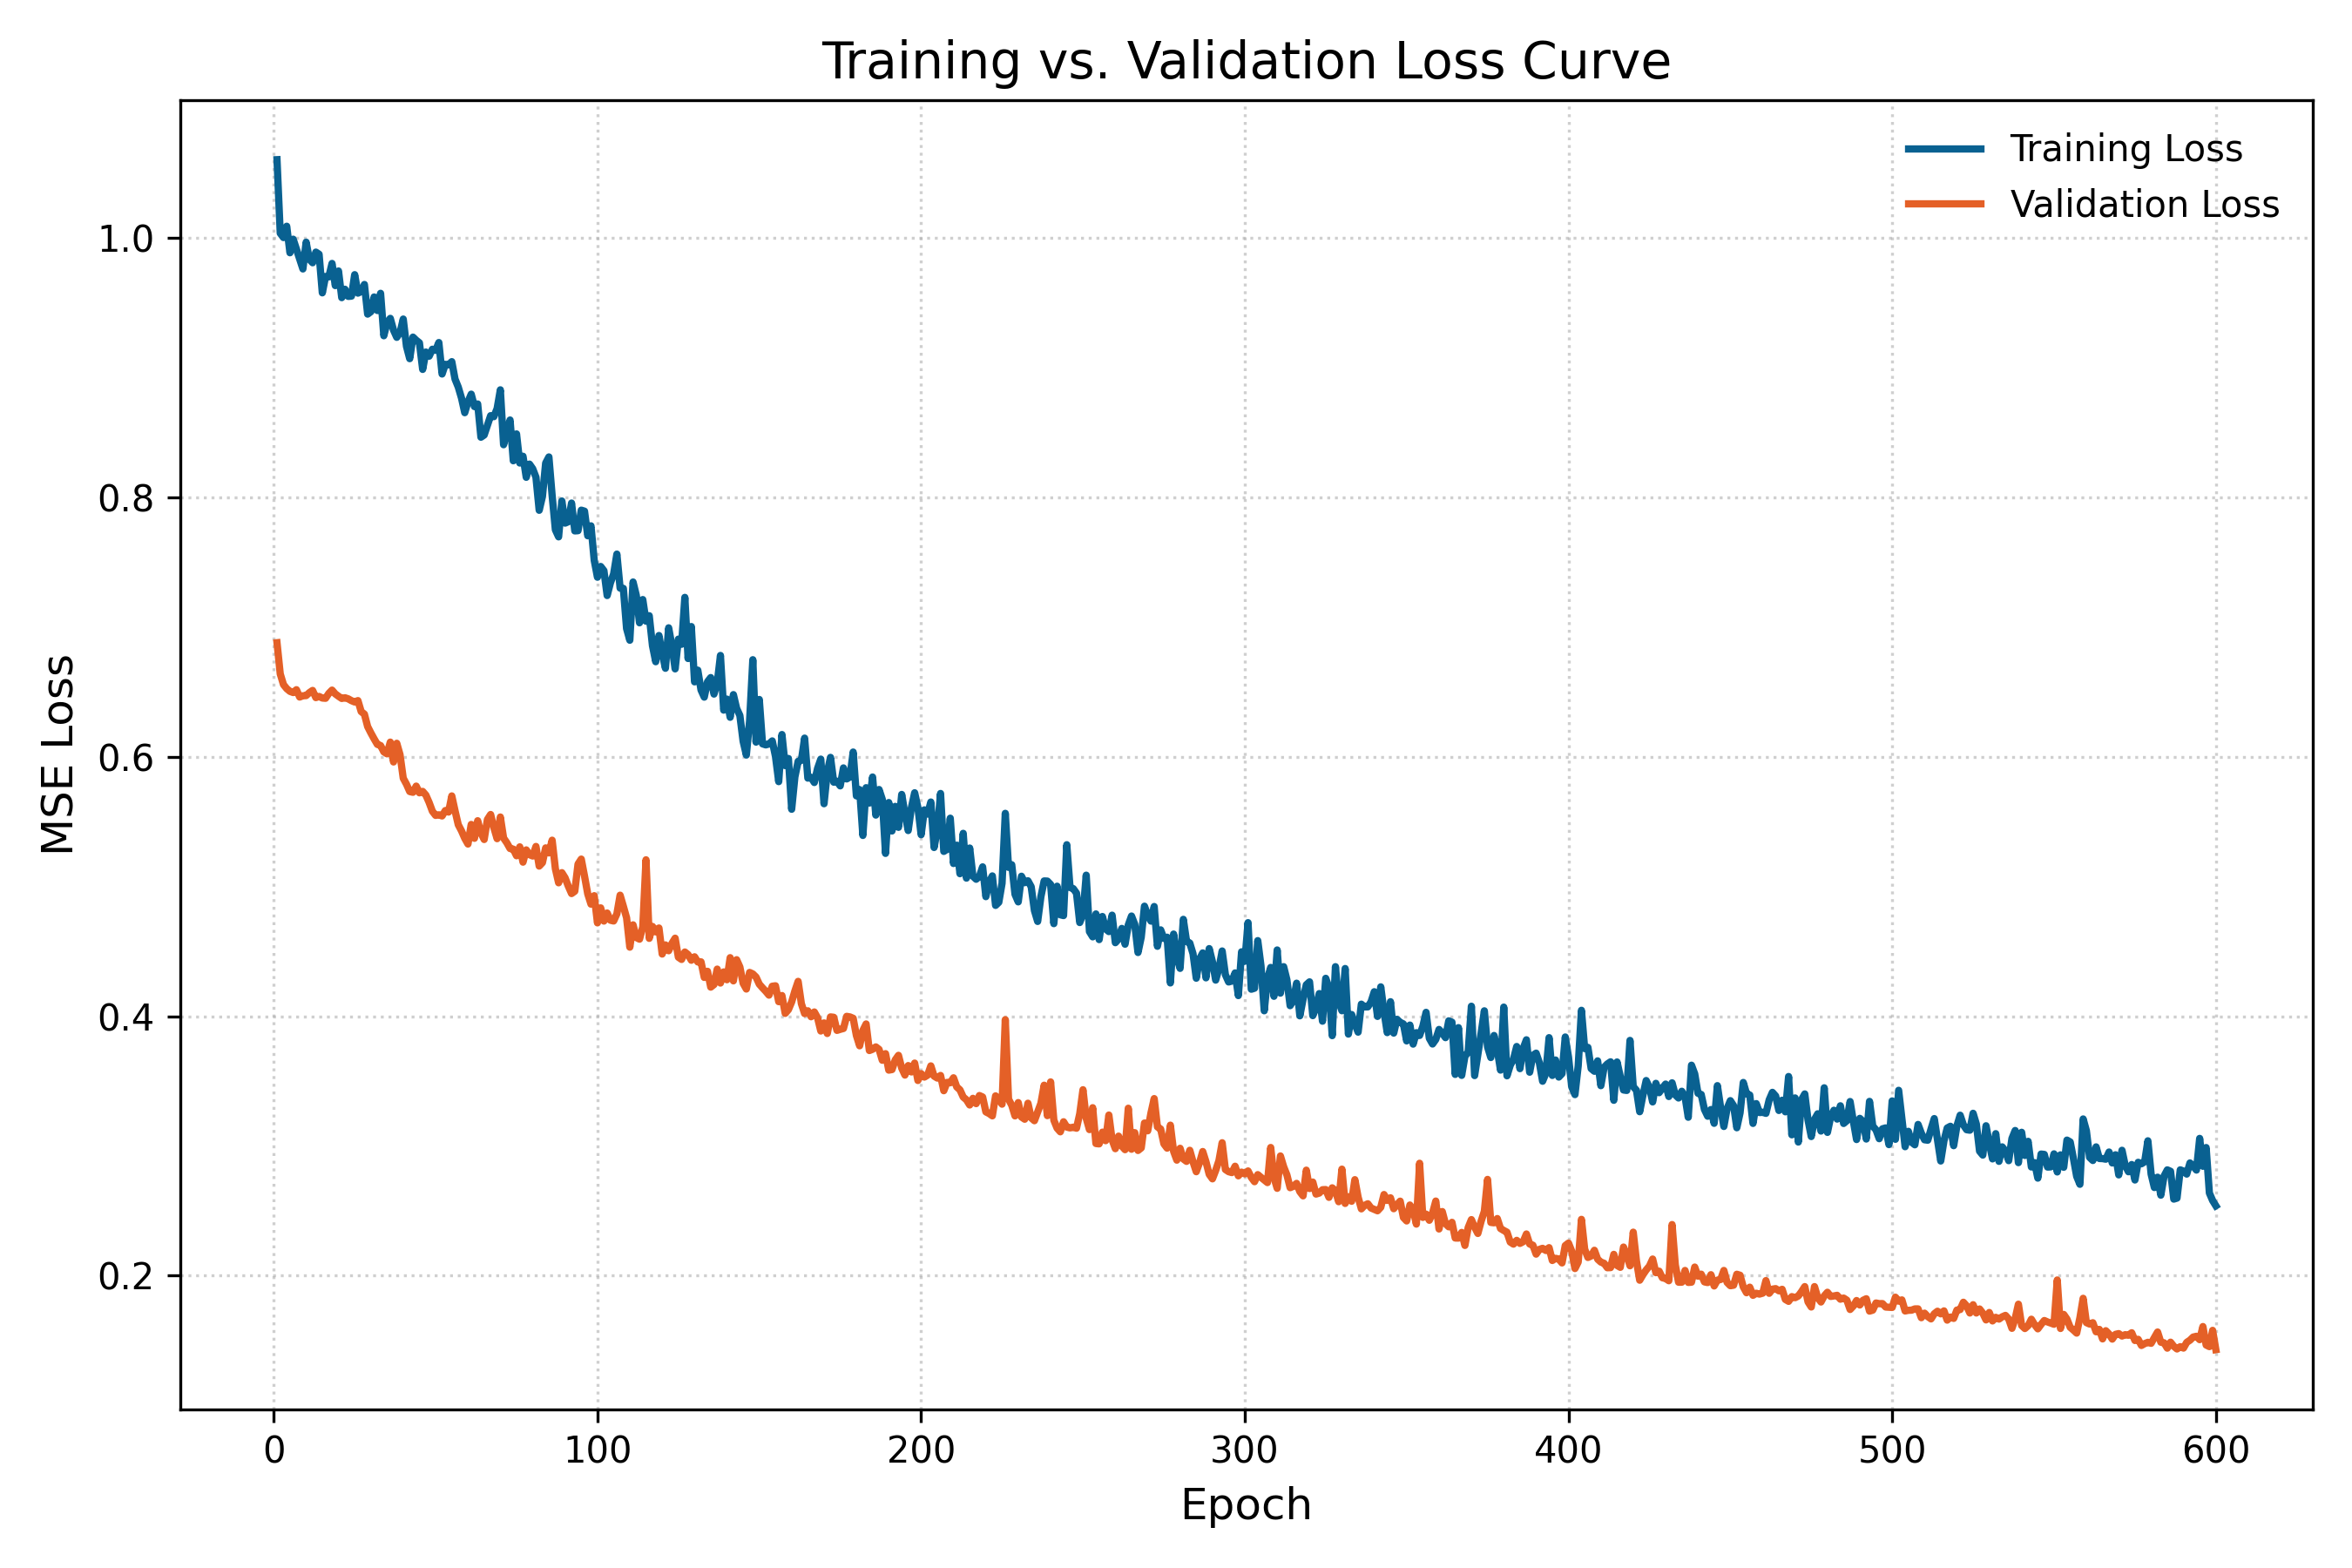 Training vs. Validation Loss Curve
Training Loss
Validation Loss
MSE Loss
1.0
0.8
0.6
0.4
0.2
0 100 200 300 400 500 600
Epoch